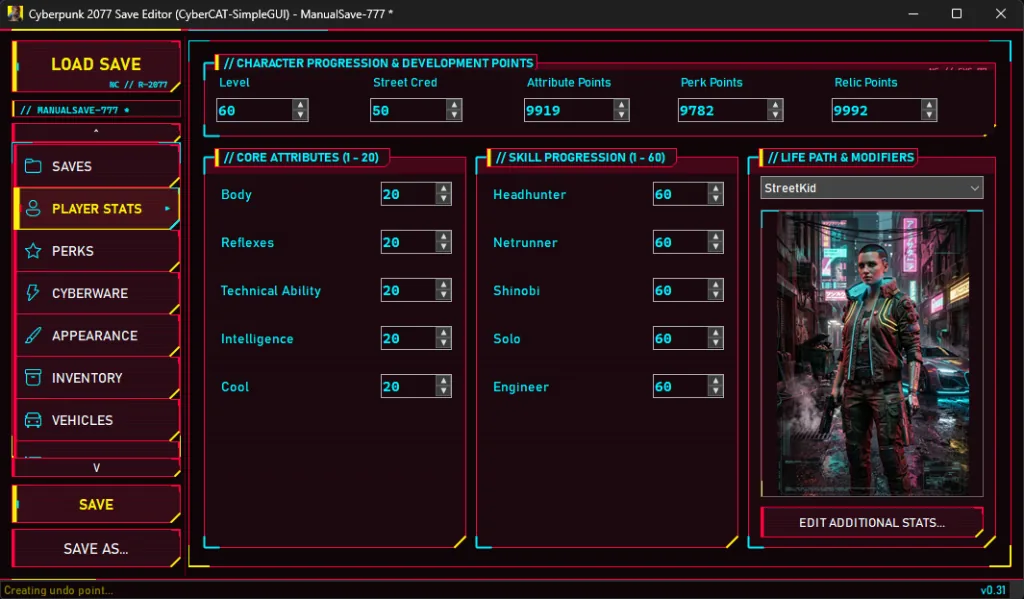 Cyberpunk 2077 Save Editor (CyberCAT-SimpleGUI) - ManualSave-777 *
LOAD SAVE
NC // R-2077
// MANUALSAVE-777 *
SAVES
PLAYER STATS
PERKS
CYBERWARE
APPEARANCE
INVENTORY
VEHICLES
V
SAVE
SAVE AS...
// CHARACTER PROGRESSION & DEVELOPMENT POINTS
Level Street Cred Attribute Points Perk Points Relic Points
60 50 9919 9782 9992
// CORE ATTRIBUTES (1 - 20)
Body 20
Reflexes 20
Technical Ability 20
Intelligence 20
Cool 20
// SKILL PROGRESSION (1 - 60)
Headhunter 60
Netrunner 60
Shinobi 60
Solo 60
Engineer 60
// LIFE PATH & MODIFIERS
StreetKid
EDIT ADDITIONAL STATS...
Creating undo point...
v0.31